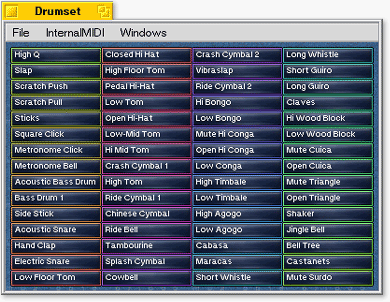 Drumset
File InternalMIDI Windows
High Q Closed Hi-Hat Crash Cymbal 2 Long Whistle
Slap High Floor Tom Vibraslap Short Guiro
Scratch Push Pedal Hi-Hat Ride Cymbal 2 Long Guiro
Scratch Pull Low Tom Hi Bongo Claves
Sticks Open Hi-Hat Low Bongo Hi Wood Block
Square Click Low-Mid Tom Mute Hi Conga Low Wood Block
Metronome Click Hi Mid Tom Open Hi Conga Mute Cuica
Metronome Bell Crash Cymbal 1 Low Conga Open Cuica
Acoustic Bass Drum High Tom High Timbale Mute Triangle
Bass Drum 1 Ride Cymbal 1 Low Timbale Open Triangle
Side Stick Chinese Cymbal High Agogo Shaker
Acoustic Snare Ride Bell Low Agogo Jingle Bell
Hand Clap Tambourine Cabasa Bell Tree
Electric Snare Splash Cymbal Maracas Castanets
Low Floor Tom Cowbell Short Whistle Mute Surdo